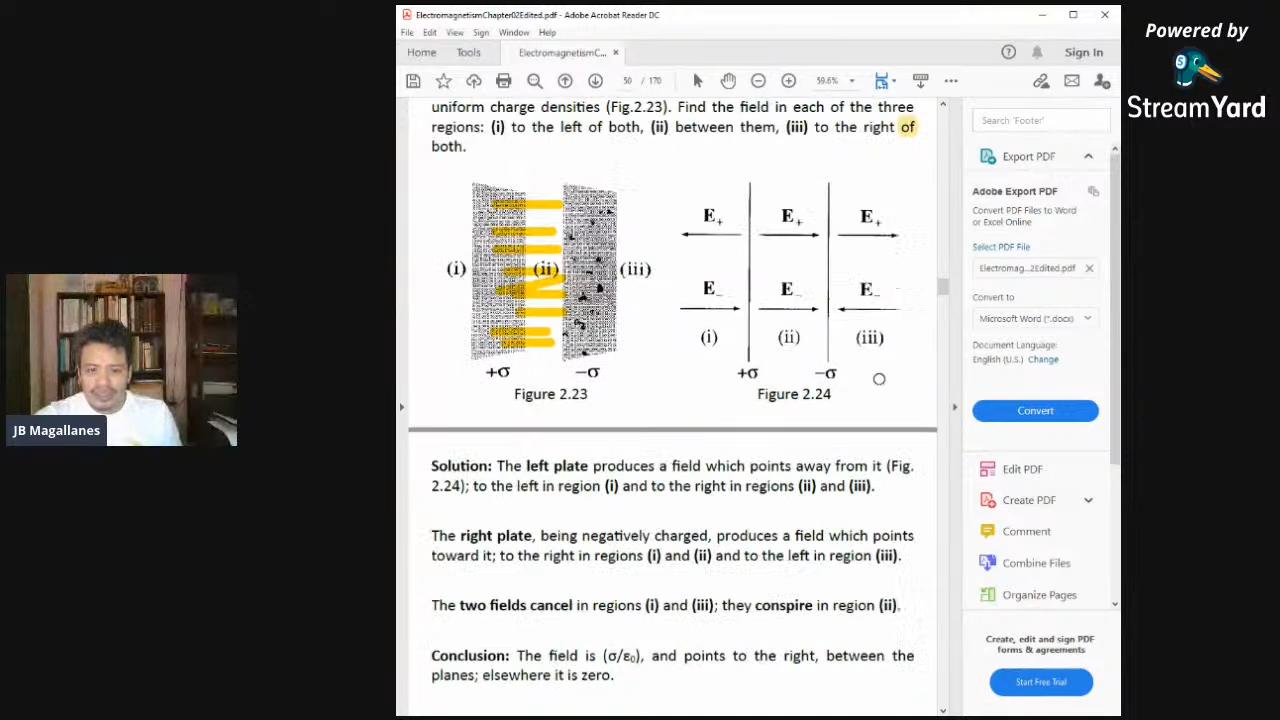 ElectromagnetismChapter02Edited.pdf - Adobe Acrobat Reader DC
File Edit View Sign Window Help
Home Tools ElectromagnetismC... × Sign In
50 / 170 59.6%
uniform charge densities (Fig.2.23). Find the field in each of the three
regions: (i) to the left of both, (ii) between them, (iii) to the right of
both.
(i) (ii) (iii)
+σ −σ
Figure 2.23
E+ E+ E+
E− E− E−
(i) (ii) (iii)
+σ −σ
Figure 2.24
Solution: The left plate produces a field which points away from it (Fig.
2.24); to the left in region (i) and to the right in regions (ii) and (iii).
The right plate, being negatively charged, produces a field which points
toward it; to the right in regions (i) and (ii) and to the left in region (iii).
The two fields cancel in regions (i) and (iii); they conspire in region (ii).
Conclusion: The field is (σ/ε0), and points to the right, between the
planes; elsewhere it is zero.
Search 'Footer'
Export PDF
Adobe Export PDF
Convert PDF Files to Word
or Excel Online
Select PDF File
Electromag...2Edited.pdf ×
Convert to
Microsoft Word (*.docx)
Document Language:
English (U.S.) Change
Convert
Edit PDF
Create PDF
Comment
Combine Files
Organize Pages
Create, edit and sign PDF
forms & agreements
Start Free Trial
JB Magallanes
Powered by
StreamYard